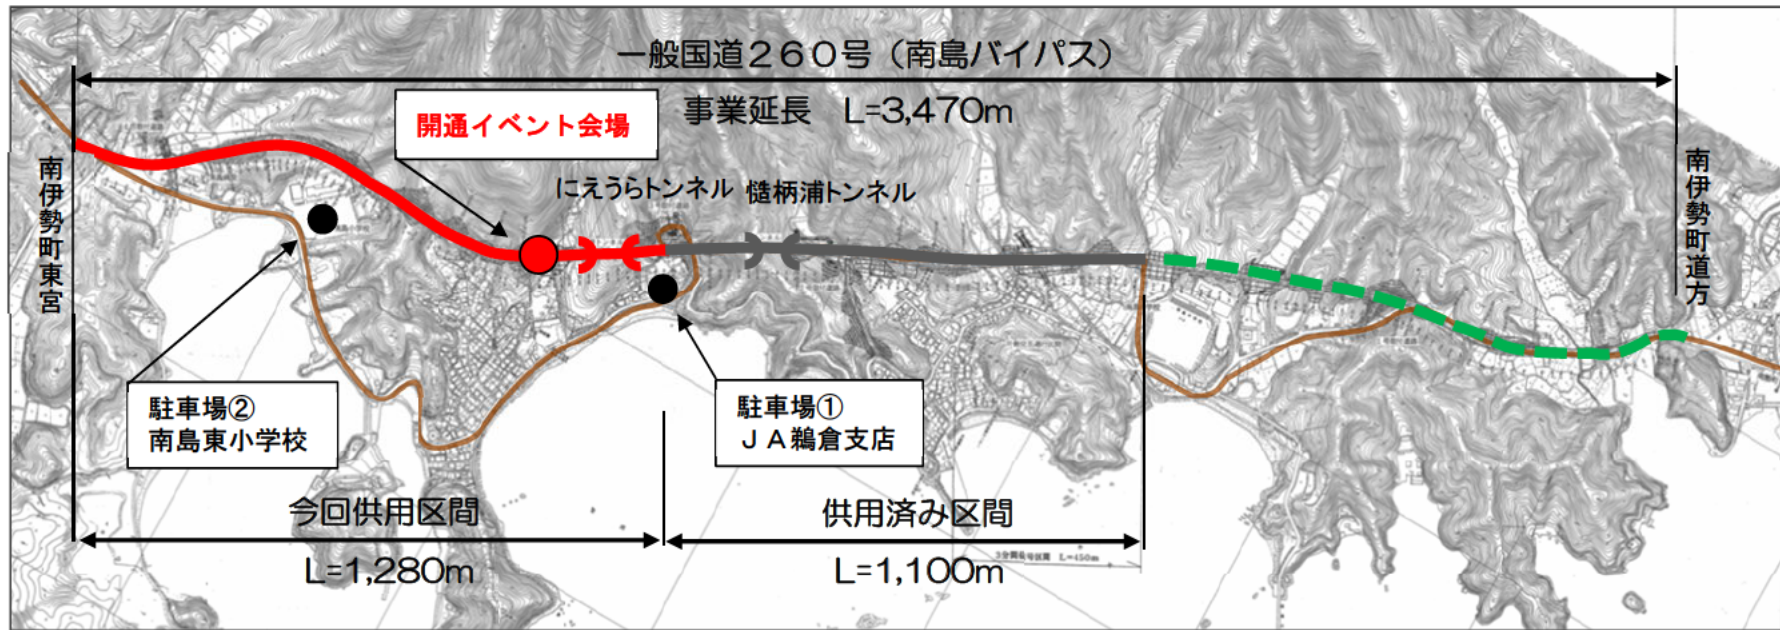 一般国道２６０号（南島バイパス）
事業延長　L=3,470m
開通イベント会場
にえうらトンネル
慥柄浦トンネル
南伊勢町東宮
南伊勢町道方
駐車場②
南島東小学校
駐車場①
ＪＡ鵜倉支店
今回供用区間
L=1,280m
供用済み区間
L=1,100m
L=450m